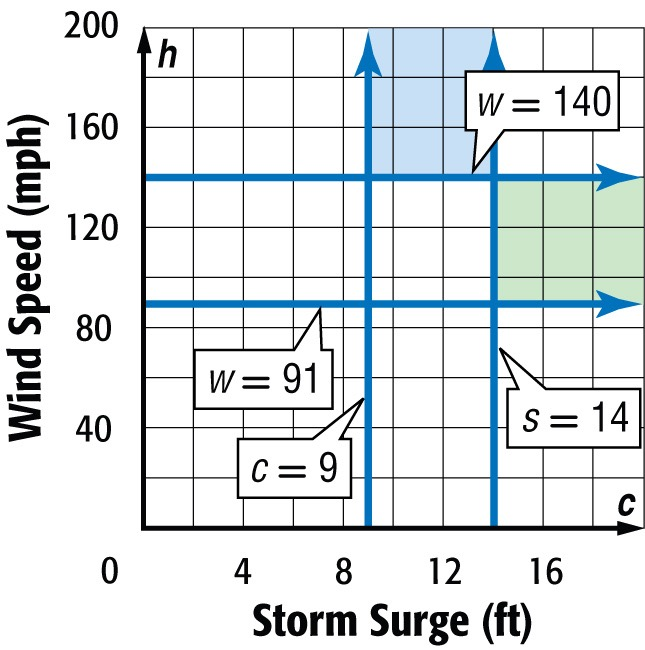 Wind Speed (mph)
200
160
120
80
40
0
h
w = 140
w = 91
s = 14
c = 9
c
4 8 12 16
Storm Surge (ft)